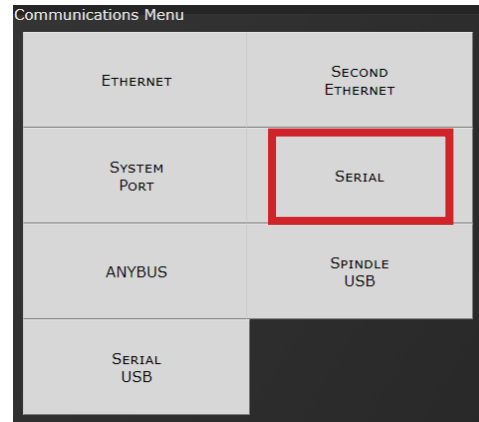 Communications Menu
Ethernet
Second
Ethernet
System
Port
Serial
ANYBUS
Spindle
USB
Serial
USB